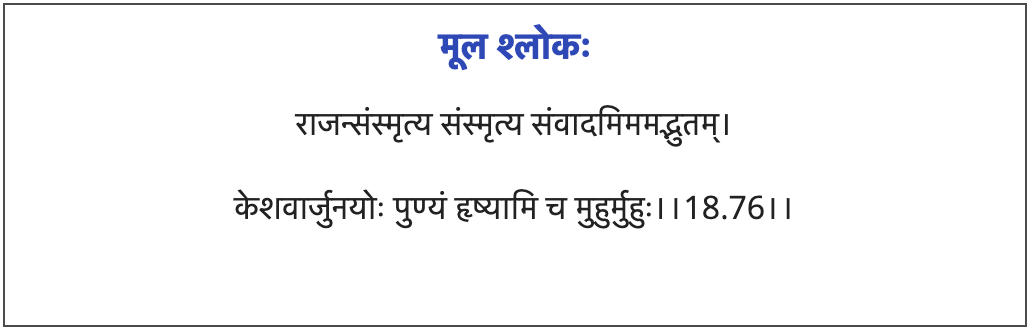 मूल श्लोकः
राजन्संस्मृत्य संस्मृत्य संवादमिममद्भुतम्।
केशवार्जुनयोः पुण्यं हृष्यामि च मुहुर्मुहुः।।18.76।।